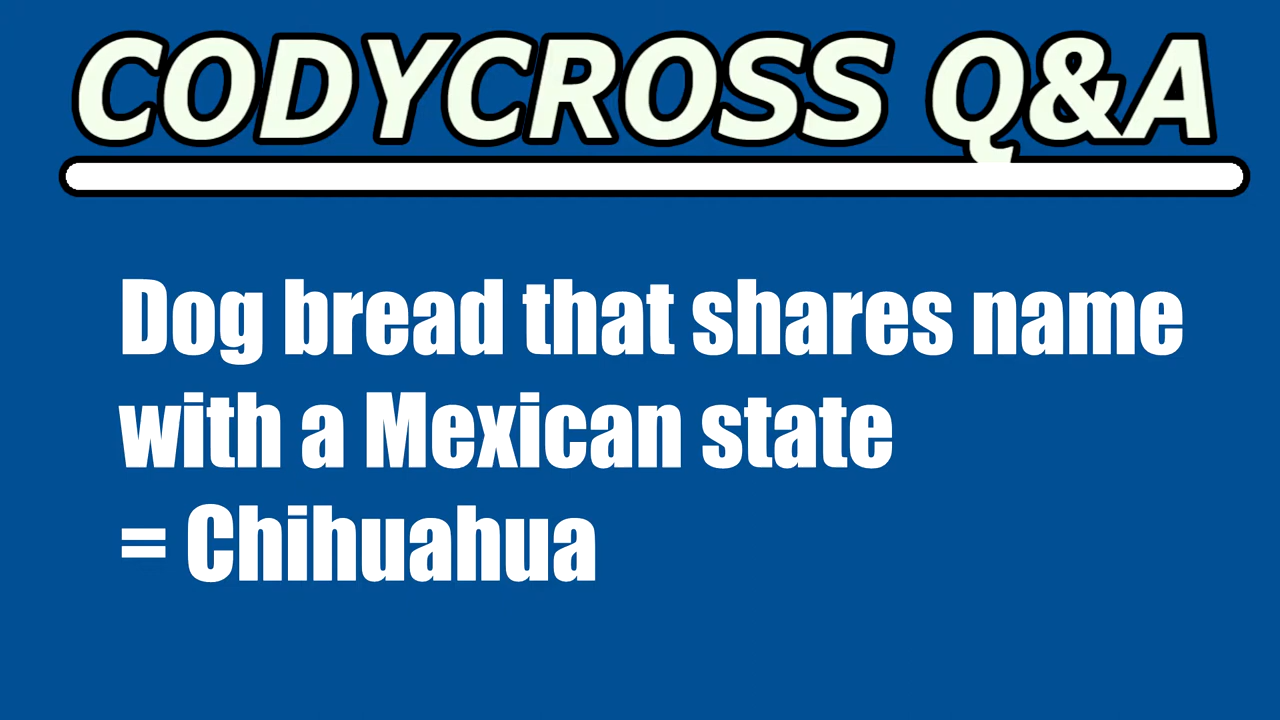 CODYCROSS Q&A
Dog bread that shares name
with a Mexican state
= Chihuahua